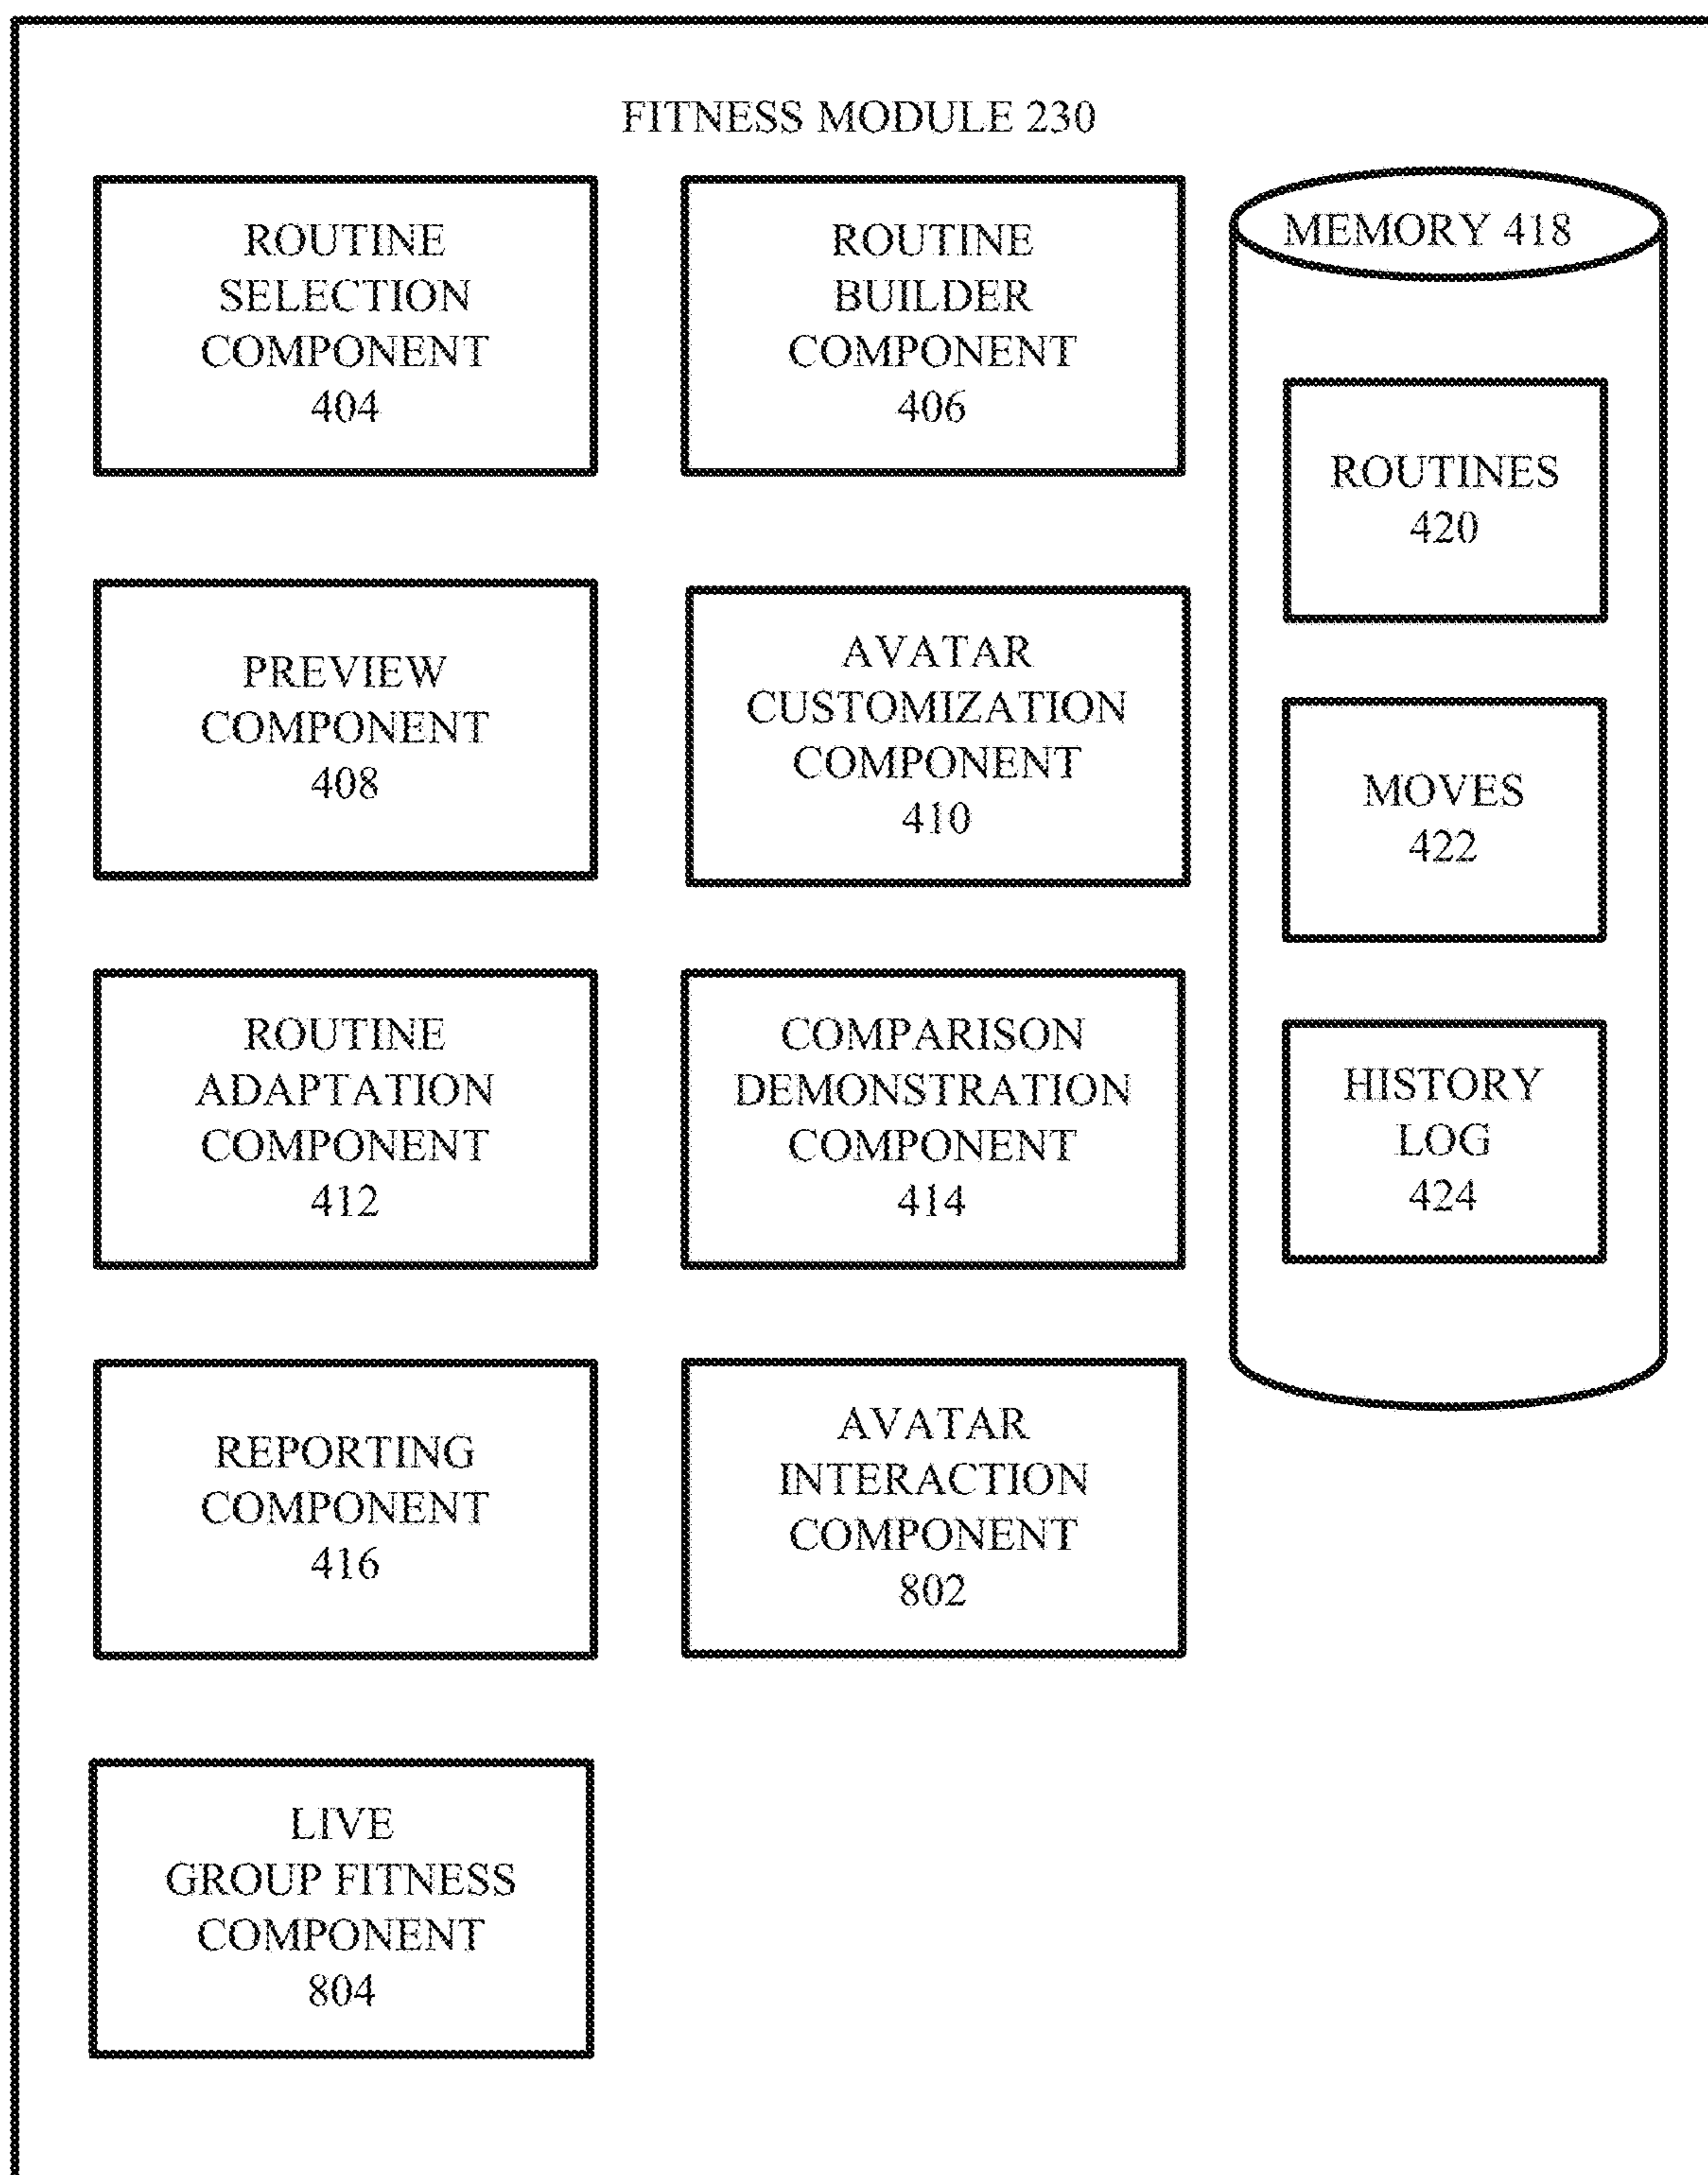 FITNESS MODULE 230
ROUTINE
SELECTION
COMPONENT
404
ROUTINE
BUILDER
COMPONENT
406
MEMORY 418
ROUTINES
420
PREVIEW
COMPONENT
408
AVATAR
CUSTOMIZATION
COMPONENT
410
MOVES
422
ROUTINE
ADAPTATION
COMPONENT
412
COMPARISON
DEMONSTRATION
COMPONENT
414
HISTORY
LOG
424
REPORTING
COMPONENT
416
AVATAR
INTERACTION
COMPONENT
802
LIVE
GROUP FITNESS
COMPONENT
804